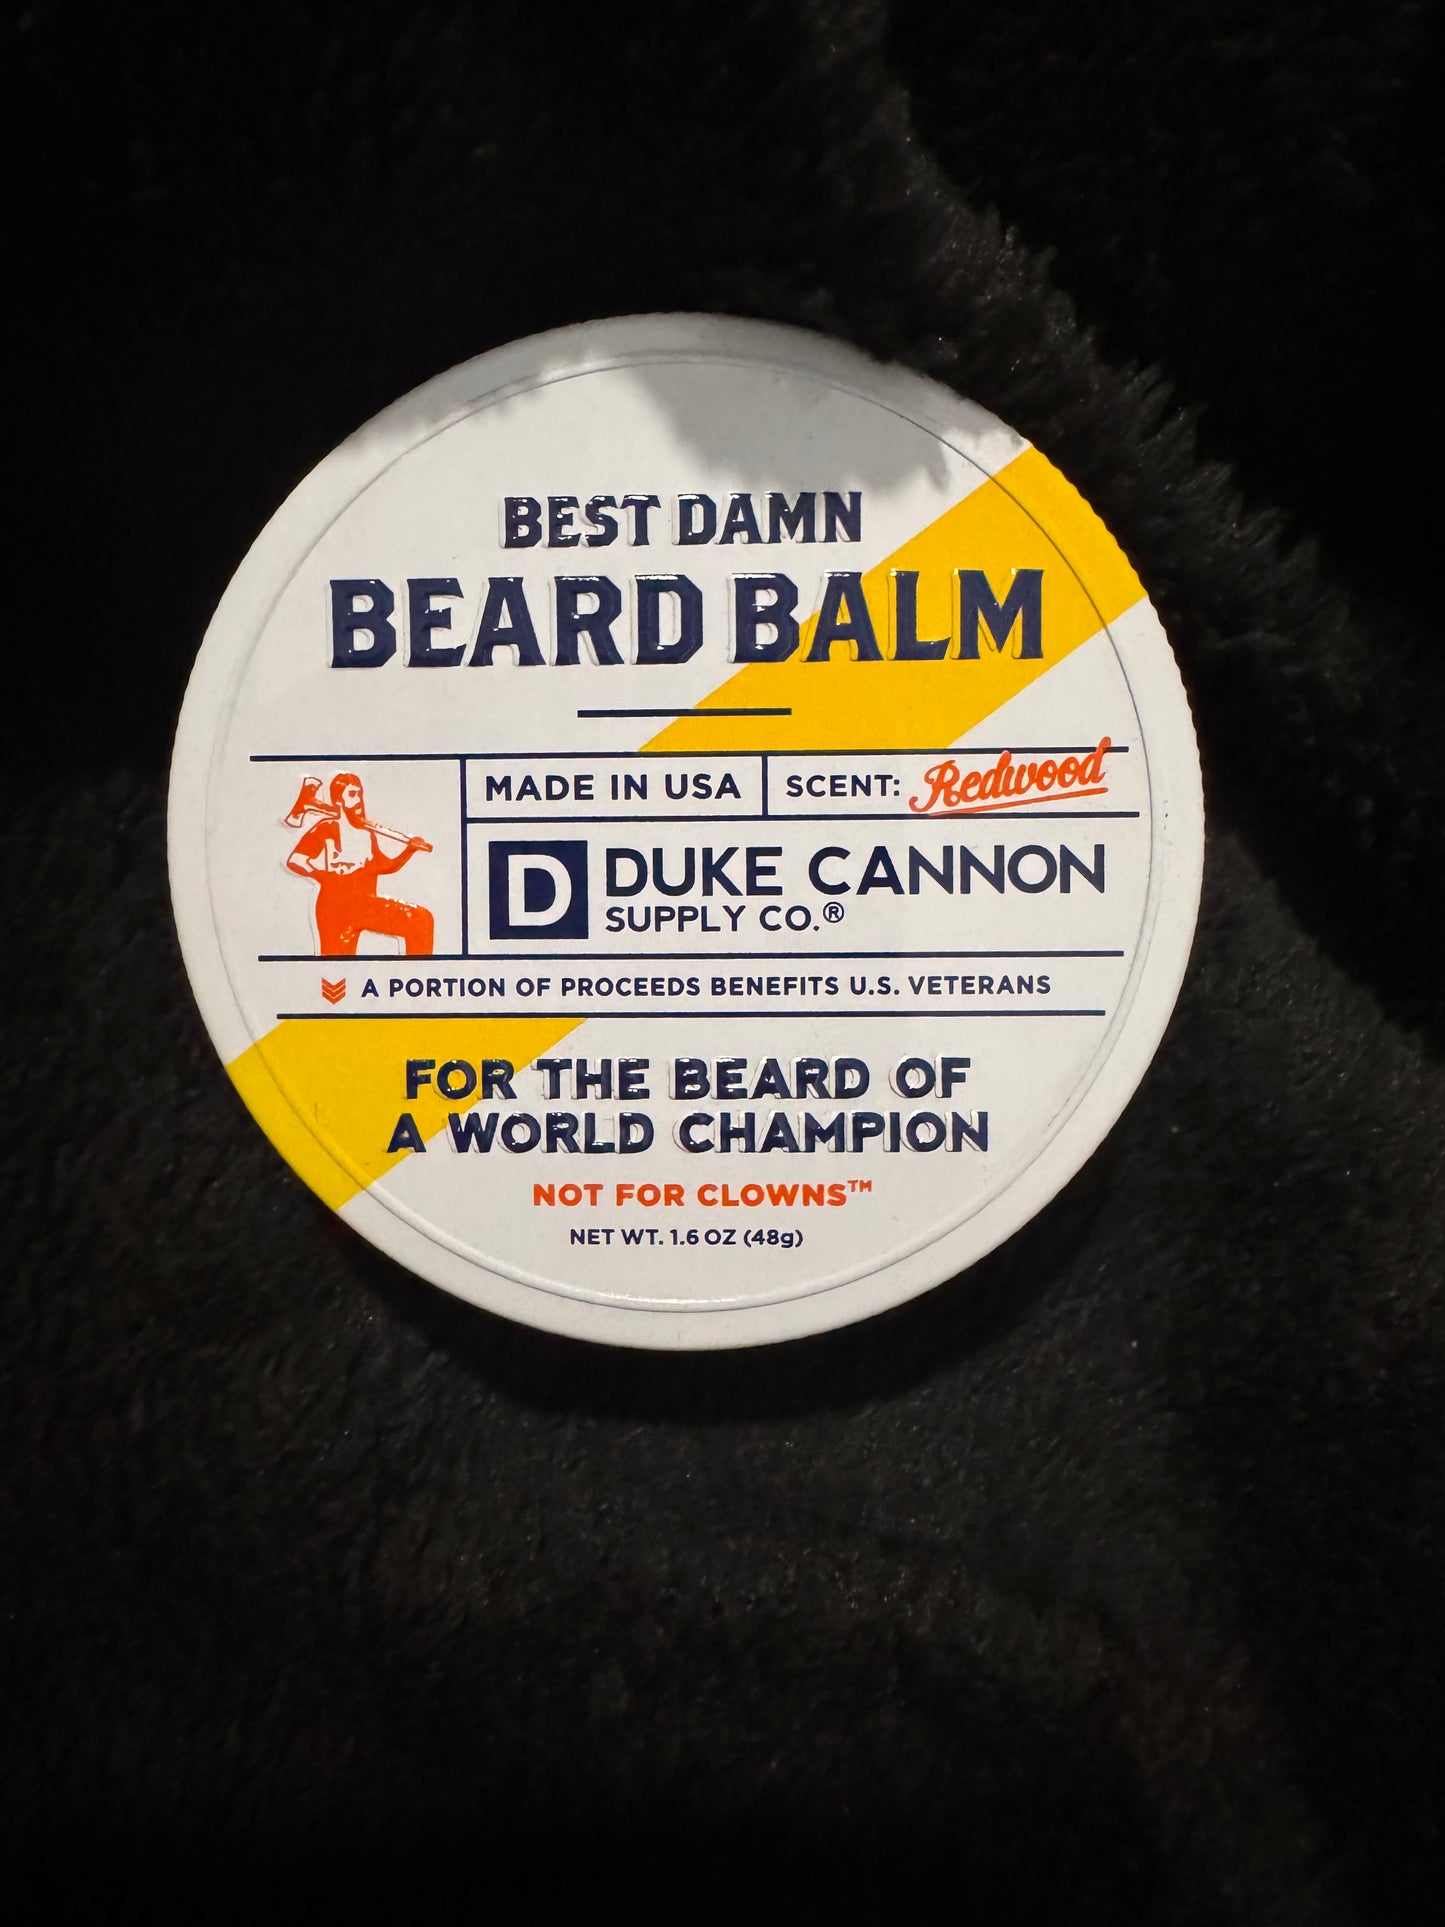 BEST DAMN
BEARD BALM
MADE IN USA
SCENT: Redwood
D
DUKE CANNON
SUPPLY CO.®
A PORTION OF PROCEEDS BENEFITS U.S. VETERANS
FOR THE BEARD OF
A WORLD CHAMPION
NOT FOR CLOWNS™
NET WT. 1.6 OZ (48g)